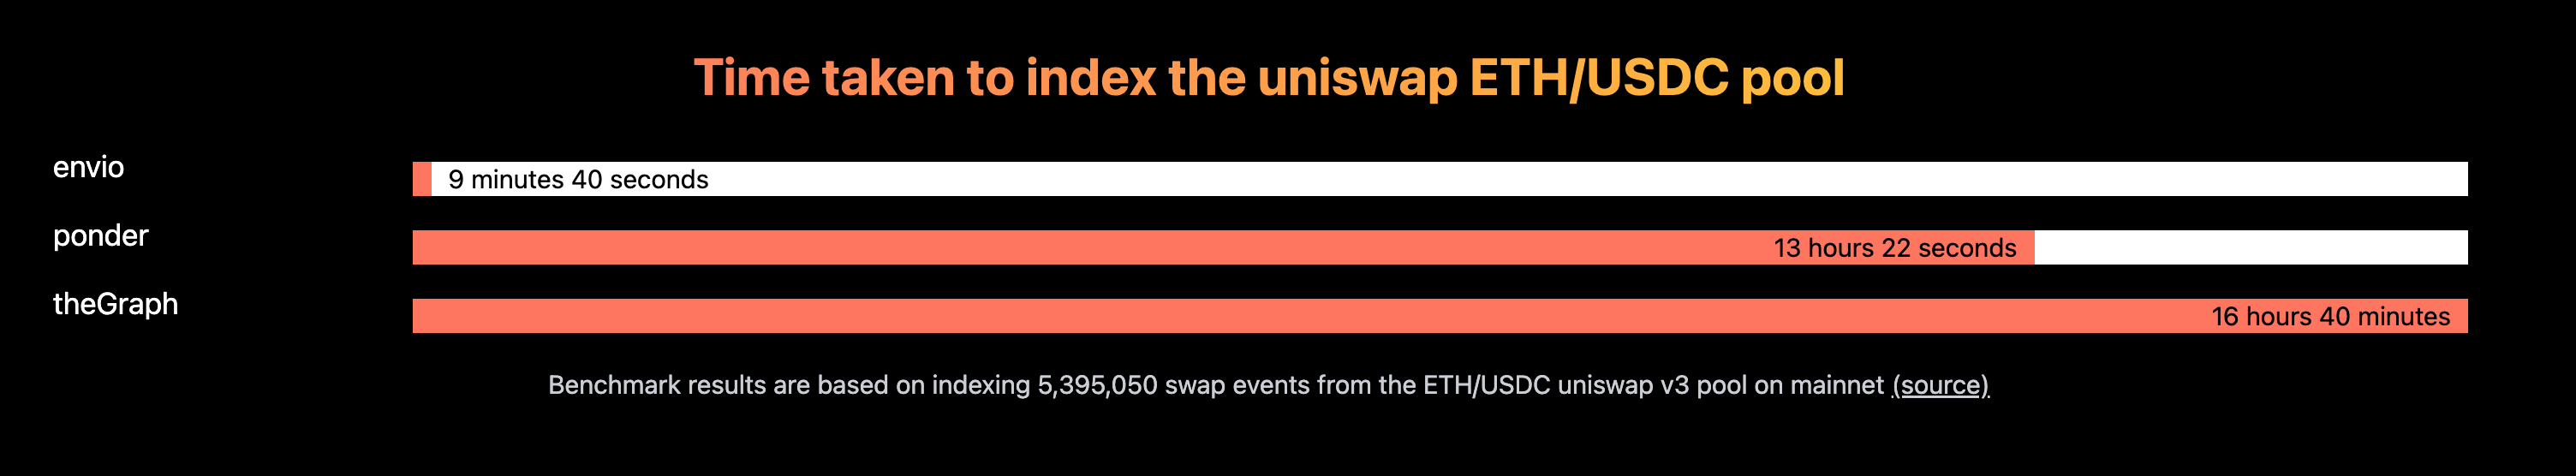 Time taken to index the uniswap ETH/USDC pool
envio
9 minutes 40 seconds
ponder
13 hours 22 seconds
theGraph
16 hours 40 minutes
Benchmark results are based on indexing 5,395,050 swap events from the ETH/USDC uniswap v3 pool on mainnet (source)